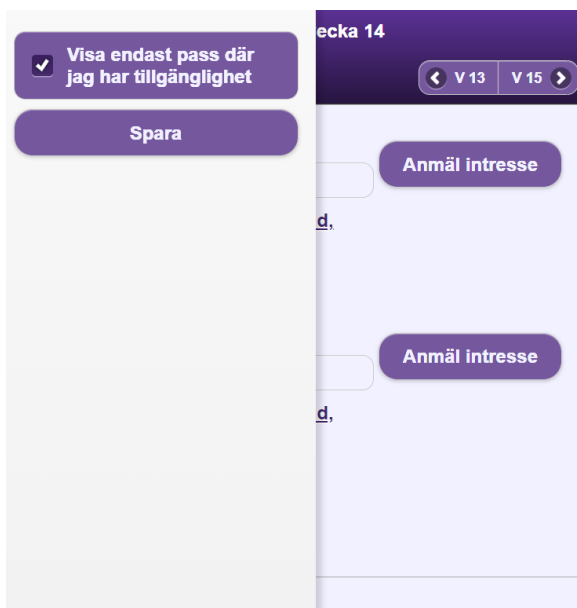 Visa endast pass där
jag har tillgänglighet
Spara
ecka 14
V 13
V 15
Anmäl intresse
d,
Anmäl intresse
d,